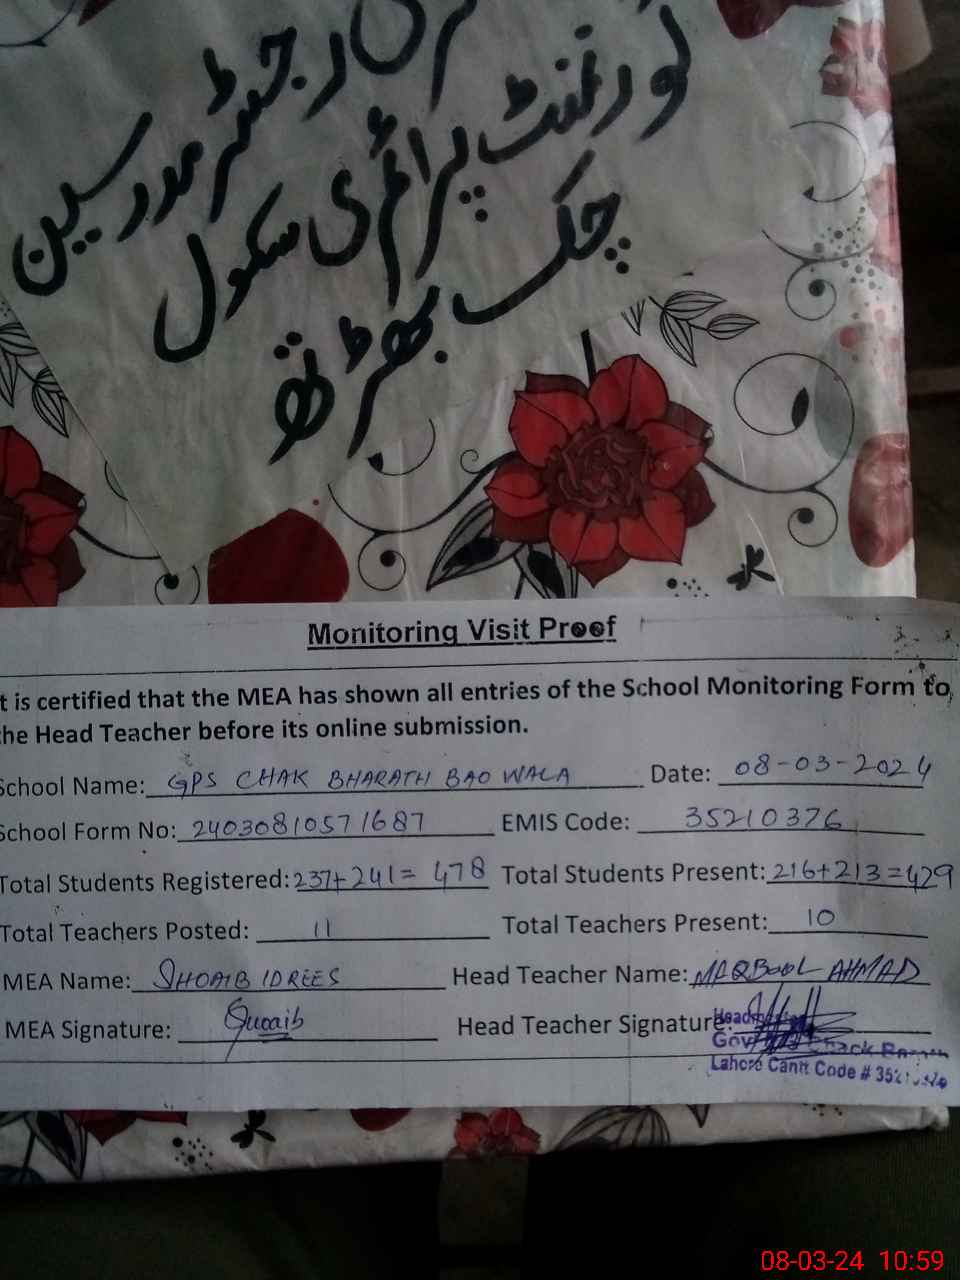 رجسٹر مدرسین
گورنمنٹ پرائمری سکول
چک بھڑتھ
Monitoring Visit Proof
t is certified that the MEA has shown all entries of the School Monitoring Form to
the Head Teacher before its online submission.
School Name: GPS CHAK BHARATH BAO WALA Date: 08-03-2024
School Form No: 24030810571687 EMIS Code: 35210376
Total Students Registered: 237+241= 478 Total Students Present: 216+213=429
Total Teachers Posted: 11 Total Teachers Present: 10
MEA Name: SHOAIB IDREES Head Teacher Name: MAQBOOL AHMAD
MEA Signature: Shoaib Head Teacher Signature:
Lahore Cantt Code #
08-03-24 10:59